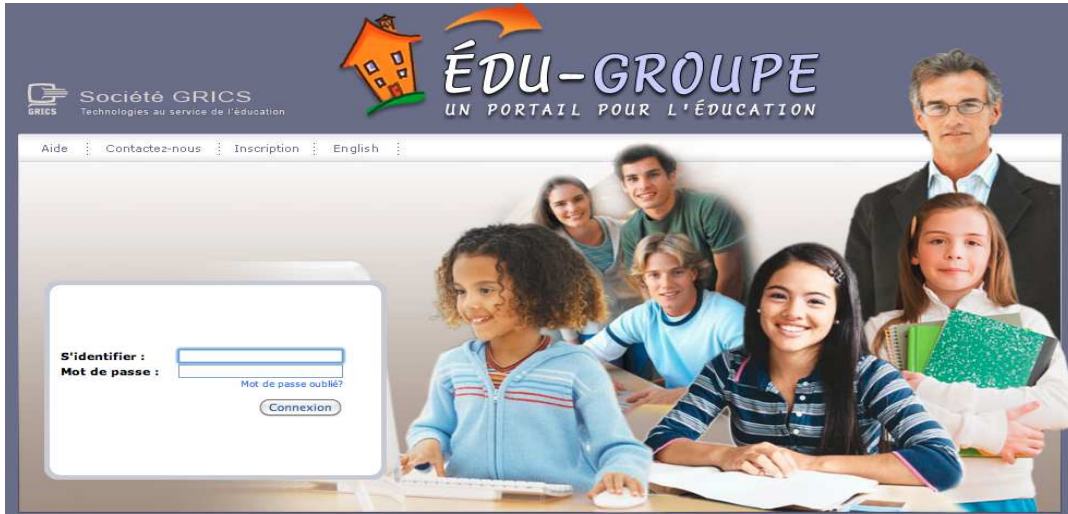 ÉDU-GROUPE
UN PORTAIL POUR L'ÉDUCATION
GRICS
Société GRICS
Technologies au service de l'éducation
Aide
Contactez-nous
Inscription
English
S'identifier :
Mot de passe :
Mot de passe oublié?
Connexion